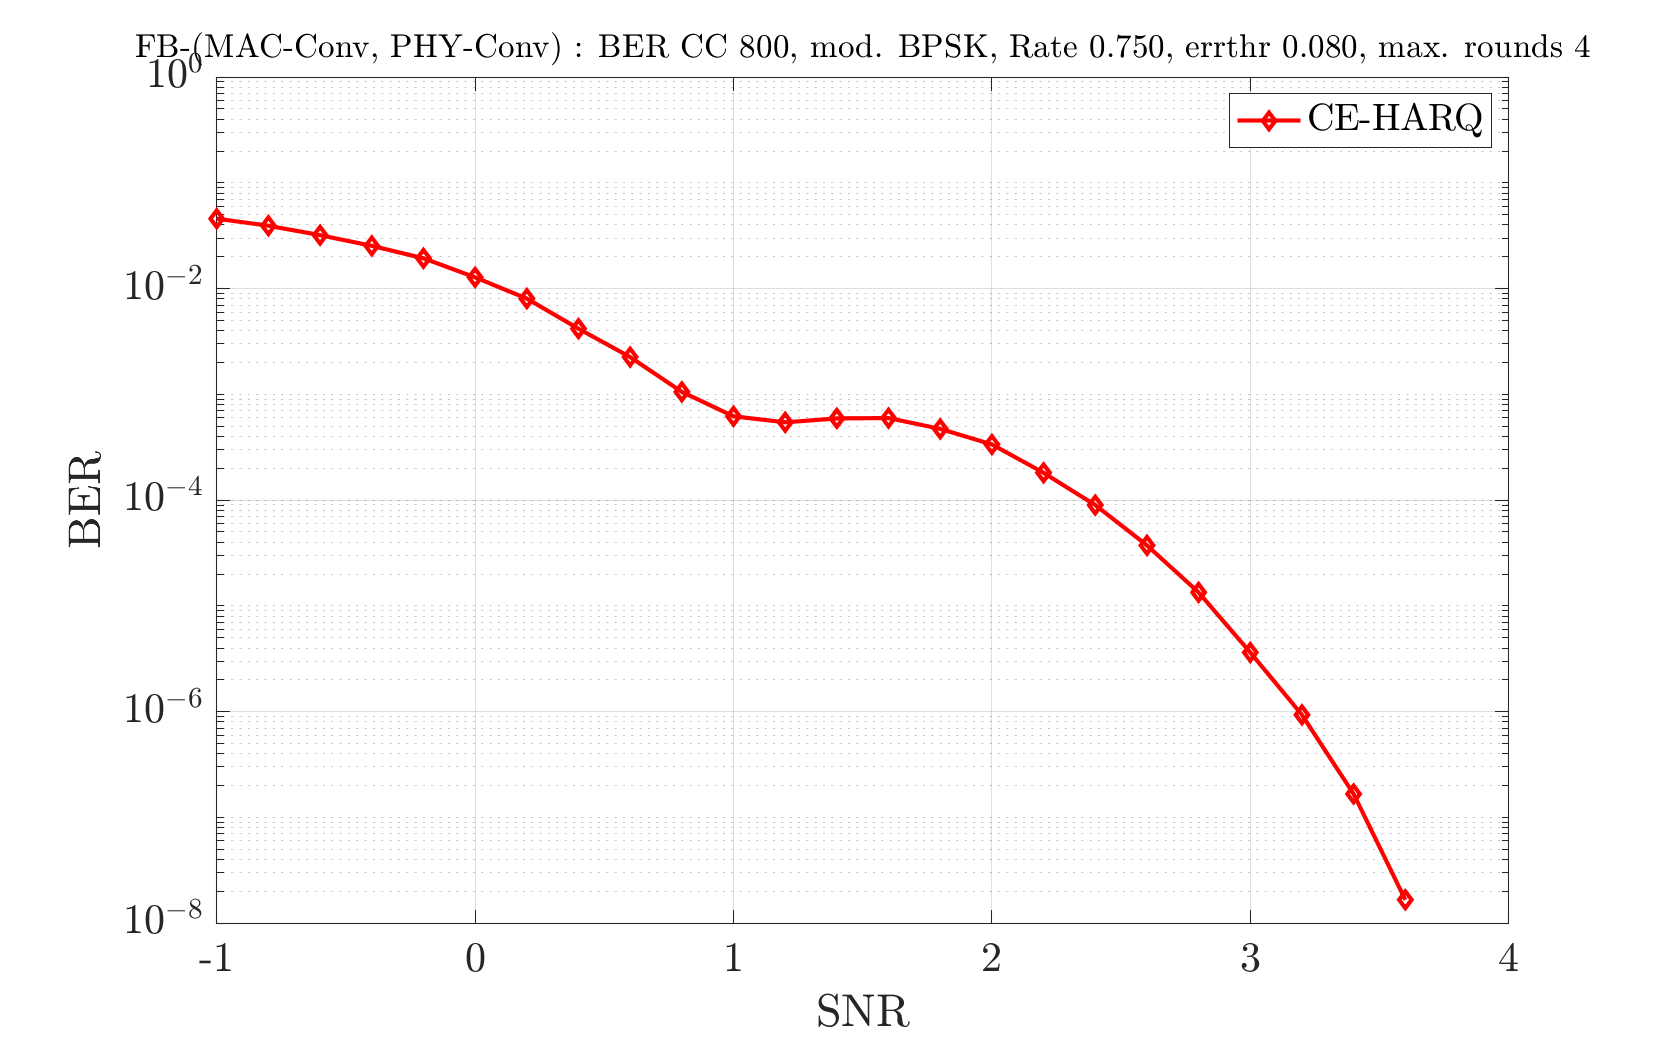 FB-(MAC-Conv, PHY-Conv) : BER CC 800, mod. BPSK, Rate 0.750, errthr 0.080, max. rounds 4
10^0
CE-HARQ
10^-2
10^-4
10^-6
10^-8
BER
-1 0 1 2 3 4
SNR